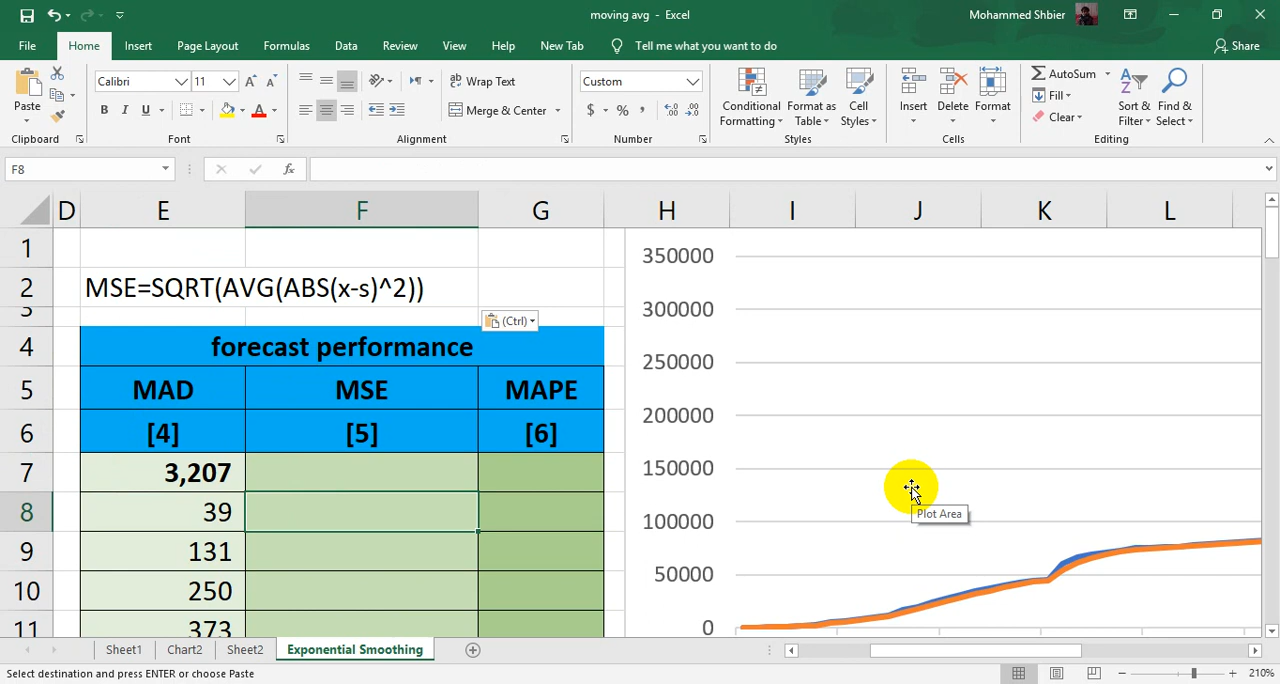 moving avg - Excel
Mohammed Shbier
File Home Insert Page Layout Formulas Data Review View Help New Tab Tell me what you want to do
Share
Paste
Calibri 11
B I U
Wrap Text
Merge & Center
Custom
$ % ,
Conditional Formatting
Format as Table
Cell Styles
Insert Delete Format
AutoSum
Fill
Clear
Sort & Filter
Find & Select
Clipboard Font Alignment Number Styles Cells Editing
F8
fx
D E F G H I J K L
1
2 MSE=SQRT(AVG(ABS(x-s)^2))
3
(Ctrl)
4 forecast performance
5 MAD MSE MAPE
6 [4] [5] [6]
7 3,207
8 39
9 131
10 250
11 373
350000
300000
250000
200000
150000
100000
50000
0
Plot Area
Sheet1 Chart2 Sheet2 Exponential Smoothing
Select destination and press ENTER or choose Paste
210%